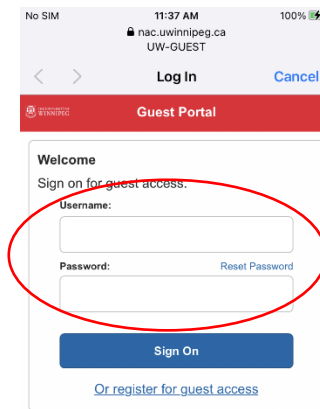 No SIM 11:37 AM 100%
nac.uwinnipeg.ca
UW-GUEST
Log In Cancel
WINNIPEG Guest Portal
Welcome
Sign on for guest access.
Username:
Password: Reset Password
Sign On
Or register for guest access